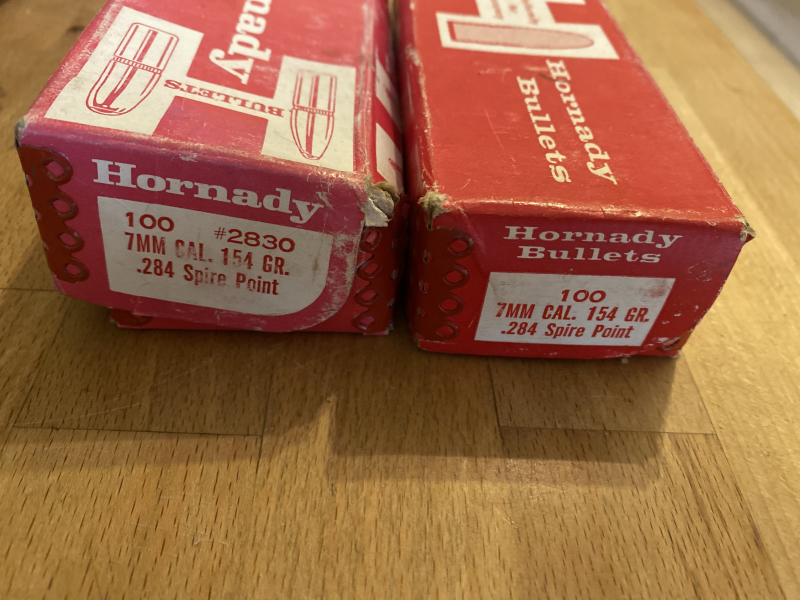 Hornady
BULLETS
Hornady
100 #2830
7MM CAL. 154 GR.
.284 Spire Point
Hornady
Bullets
Hornady
Bullets
100
7MM CAL. 154 GR.
.284 Spire Point